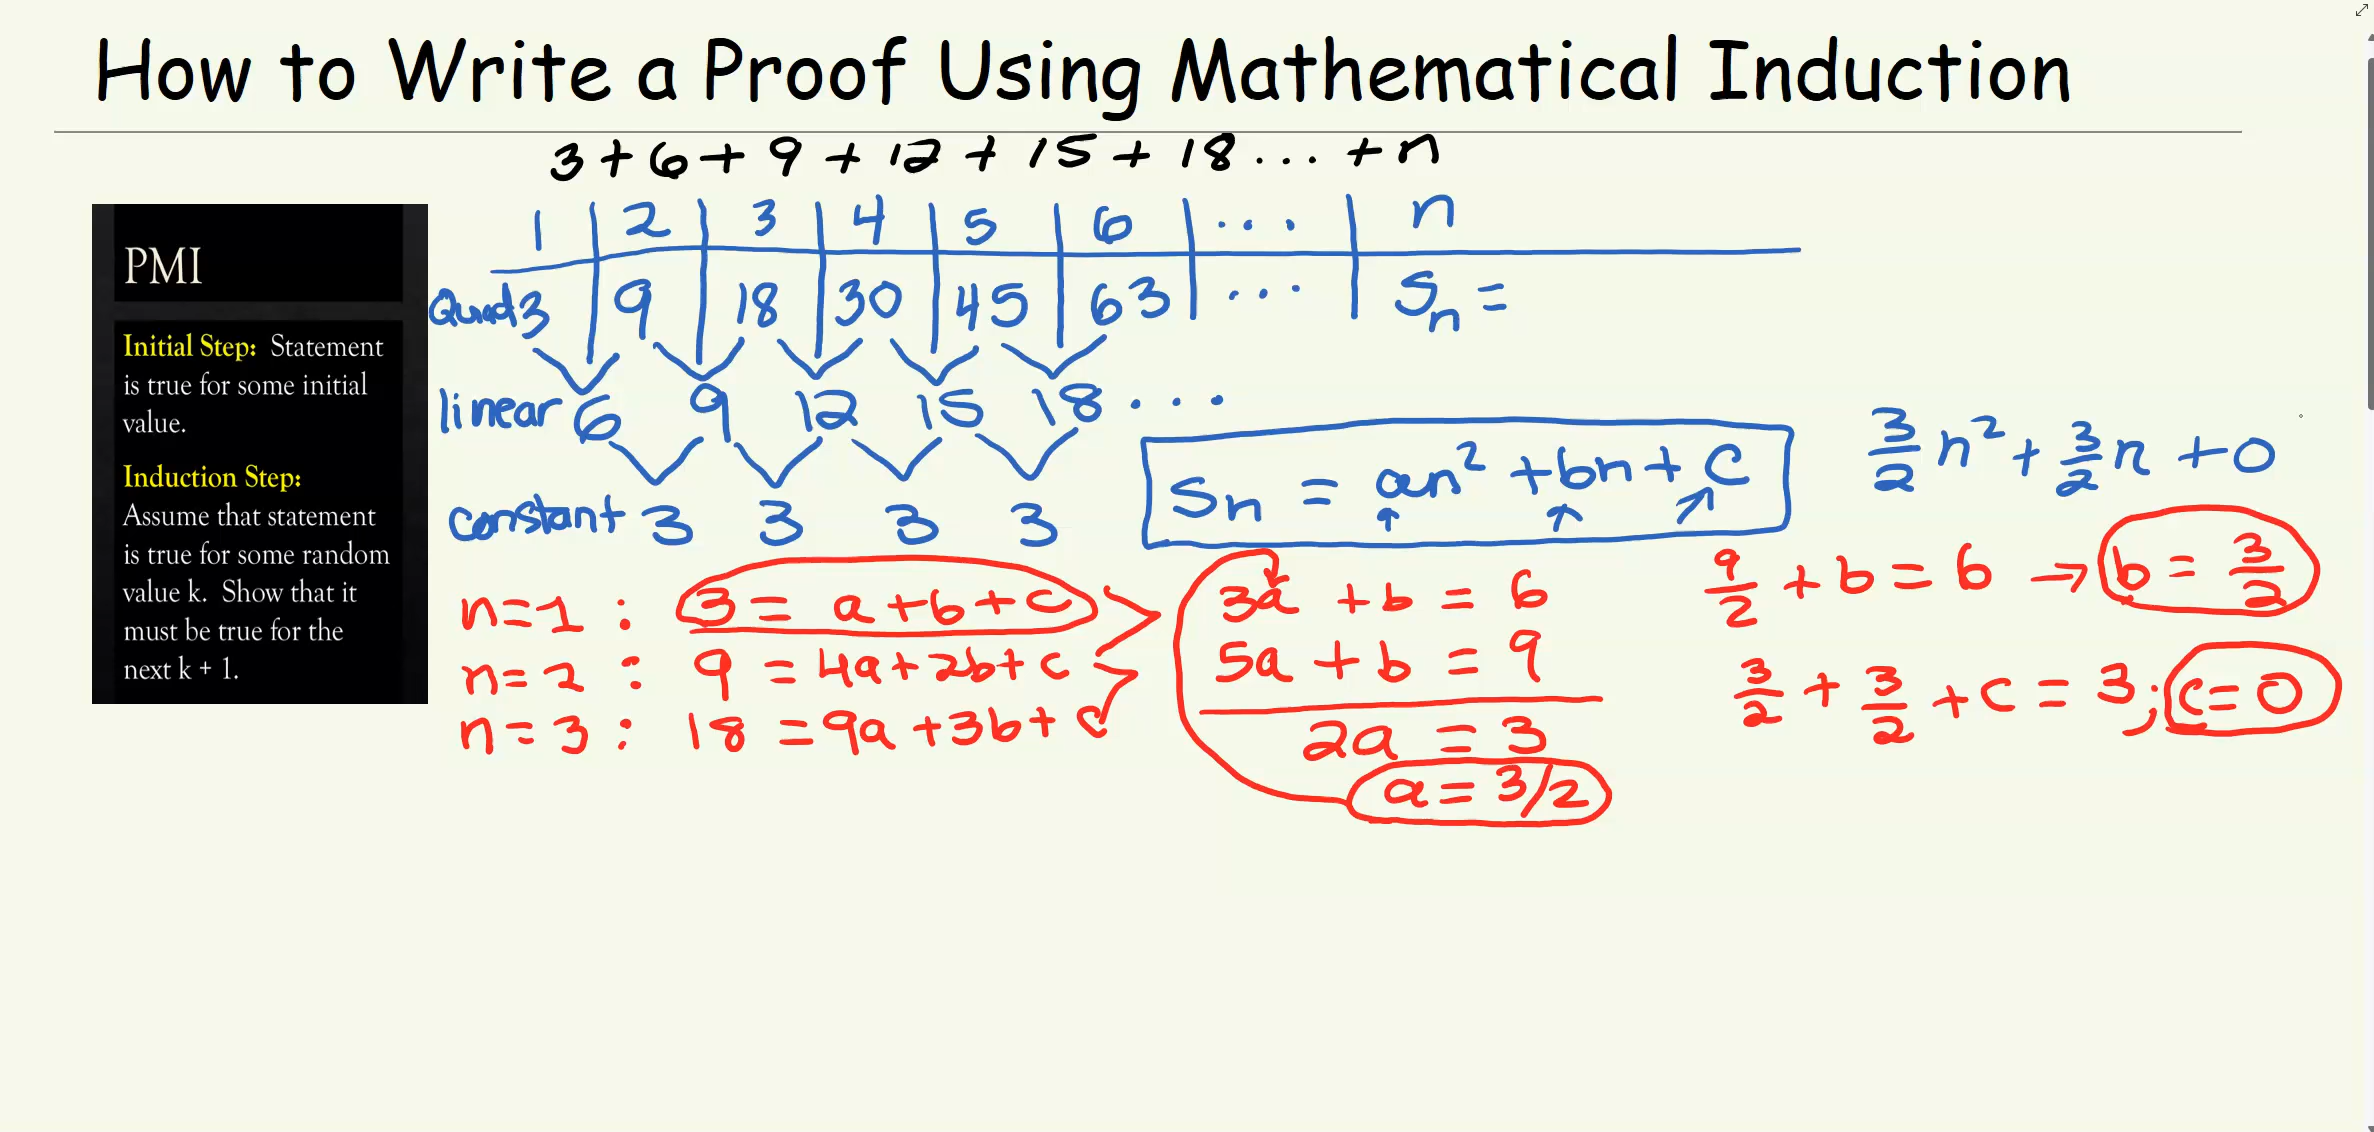 How to Write a Proof Using Mathematical Induction
3 + 6 + 9 + 12 + 15 + 18 ... + n
1 2 3 4 5 6 ... n
Quad 3 9 18 30 45 63 ... Sn =
linear 6 9 12 15 18 ...
constant 3 3 3 3
Sn = an² + bn + C
3/2 n² + 3/2 n + 0
PMI
Initial Step: Statement
is true for some initial
value.
Induction Step:
Assume that statement
is true for some random
value k. Show that it
must be true for the
next k + 1.
n=1 : 3 = a+b+c
n=2 : 9 = 4a+2b+c
n=3 : 18 = 9a+3b+c
3a + b = 6
5a + b = 9
2a = 3
a = 3/2
9/2 + b = 6 → b = 3/2
3/2 + 3/2 + c = 3; c=0